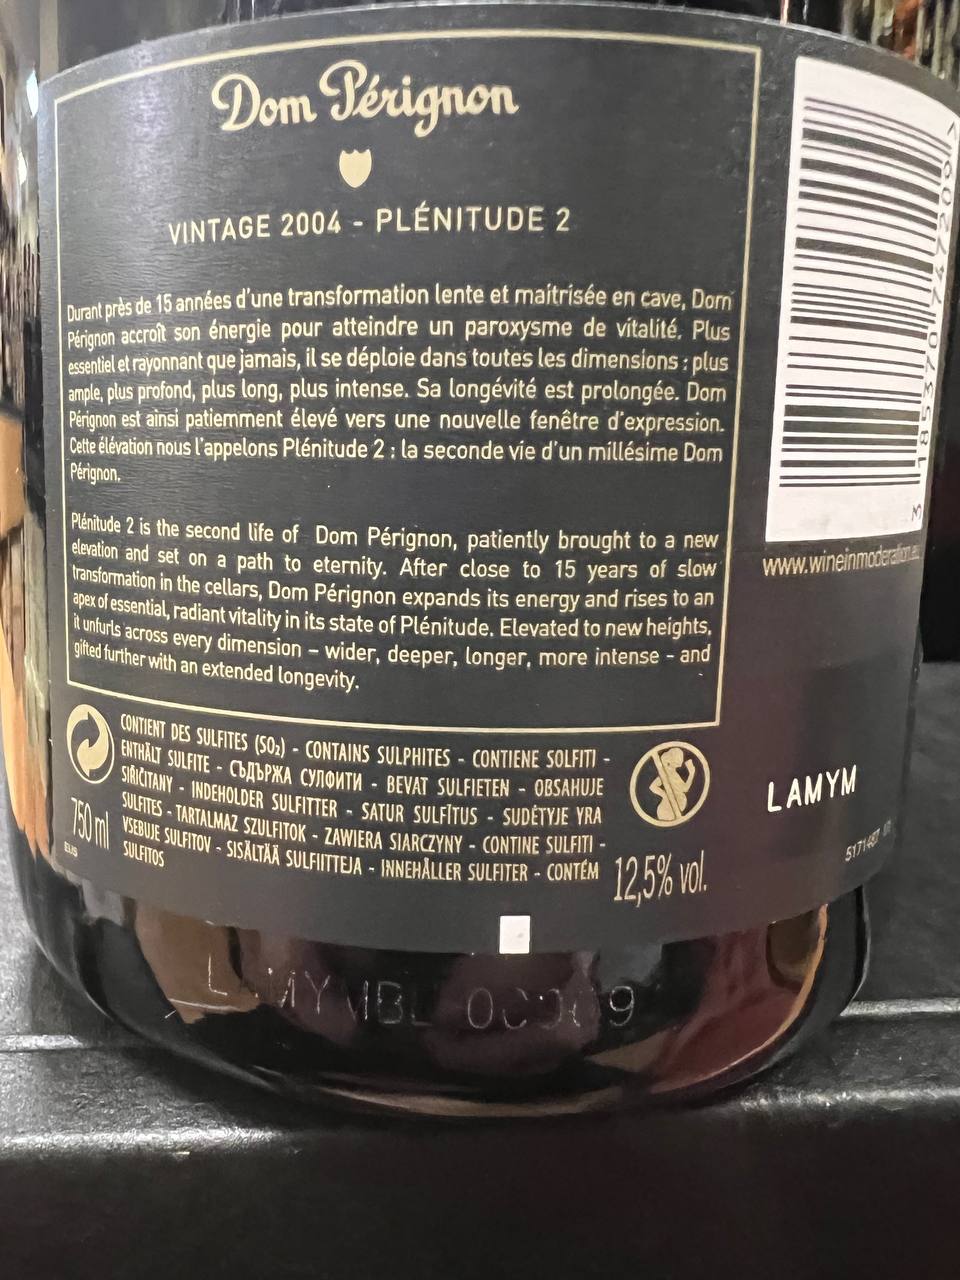 Dom Pérignon
VINTAGE 2004 - PLÉNITUDE 2
Durant près de 15 années d'une transformation lente et maitrisée en cave, Dom
Pérignon accroît son énergie pour atteindre un paroxysme de vitalité. Plus
essentiel et rayonnant que jamais, il se déploie dans toutes les dimensions : plus
ample, plus profond, plus long, plus intense. Sa longévité est prolongée. Dom
Pérignon est ainsi patiemment élevé vers une nouvelle fenêtre d'expression.
Cette élévation nous l'appelons Plénitude 2 : la seconde vie d'un millésime Dom
Pérignon.
Plénitude 2 is the second life of Dom Pérignon, patiently brought to a new
elevation and set on a path to eternity. After close to 15 years of slow
transformation in the cellars, Dom Pérignon expands its energy and rises to an
apex of essential, radiant vitality in its state of Plénitude. Elevated to new heights,
it unfurls across every dimension – wider, deeper, longer, more intense - and
gifted further with an extended longevity.
CONTIENT DES SULFITES (SO₂) - CONTAINS SULPHITES - CONTIENE SOLFITI -
ENTHÄLT SULFITE - СЪДЪРЖА СУЛФИТИ - BEVAT SULFIETEN - OBSAHUJE
SIŘIČITANY - INDEHOLDER SULFITTER - SATUR SULFĪTUS - SUDĖTYJE YRA
SULFITES - TARTALMAZ SZULFITOK - ZAWIERA SIARCZYNY - CONTINE SULFITI -
VSEBUJE SULFITOV - SISÄLTÄÄ SULFIITTEJA - INNEHÅLLER SULFITER - CONTÉM
SULFITOS
750 ml
12,5% vol.
www.wineinmoderation.eu
LAMYM